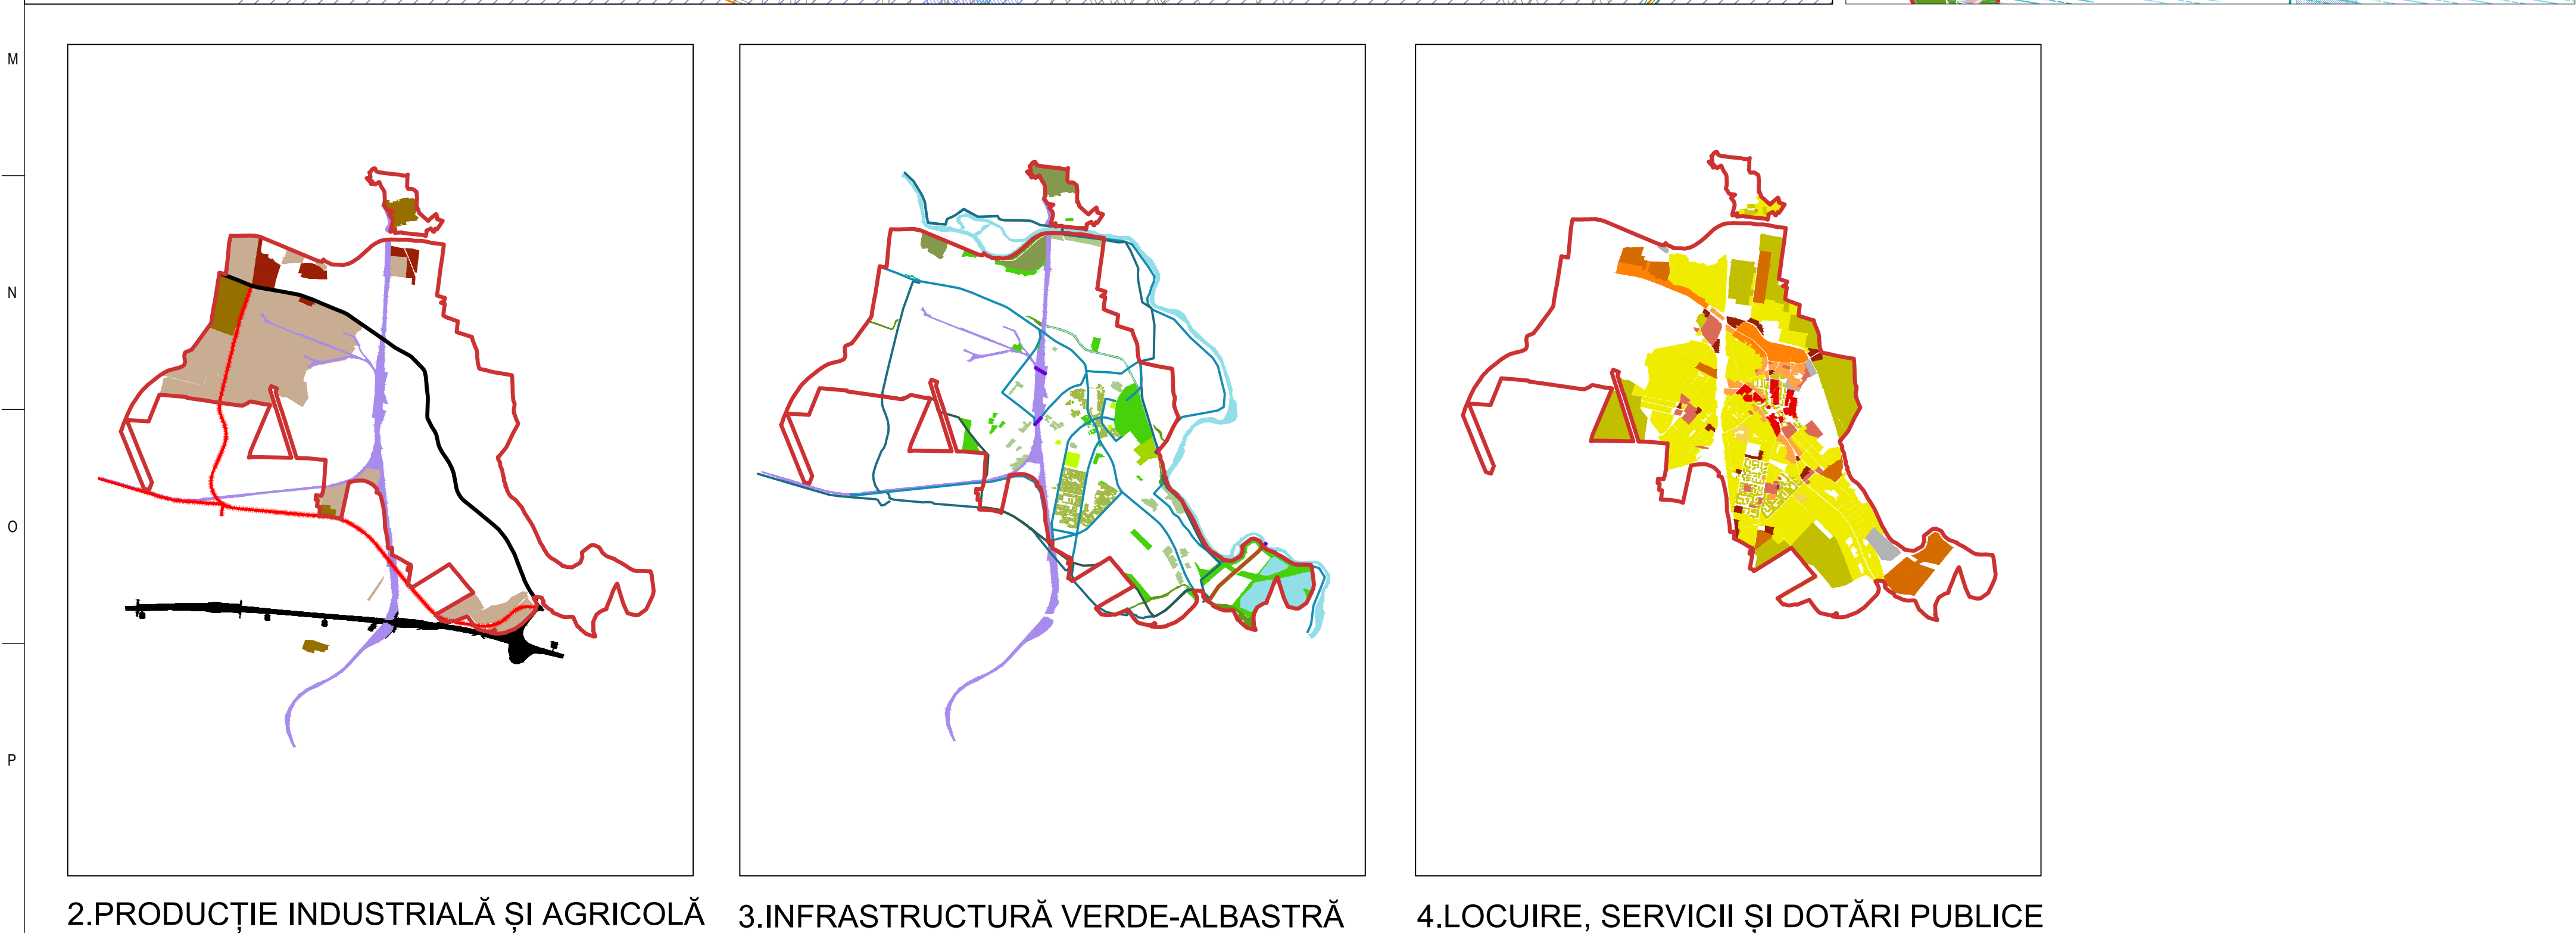 M
N
O
P
2.PRODUCȚIE INDUSTRIALĂ ȘI AGRICOLĂ
3.INFRASTRUCTURĂ VERDE-ALBASTRĂ
4.LOCUIRE, SERVICII ȘI DOTĂRI PUBLICE